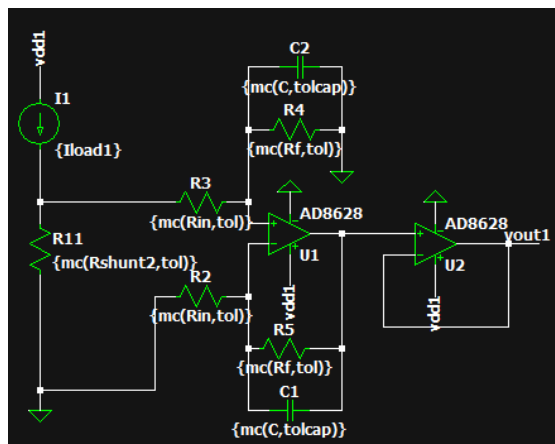 C2
{mc(C,tolcap)}
vdd1
I1
R4
{Iload1}
{mc(Rf,tol)}
R3
{mc(Rin,tol)}
AD8628
AD8628
R11
U1
vout1
{mc(Rshunt2,tol)}
R2
U2
vdd1
vdd1
{mc(Rin,tol)}
R5
{mc(Rf,tol)}
C1
{mc(C,tolcap)}